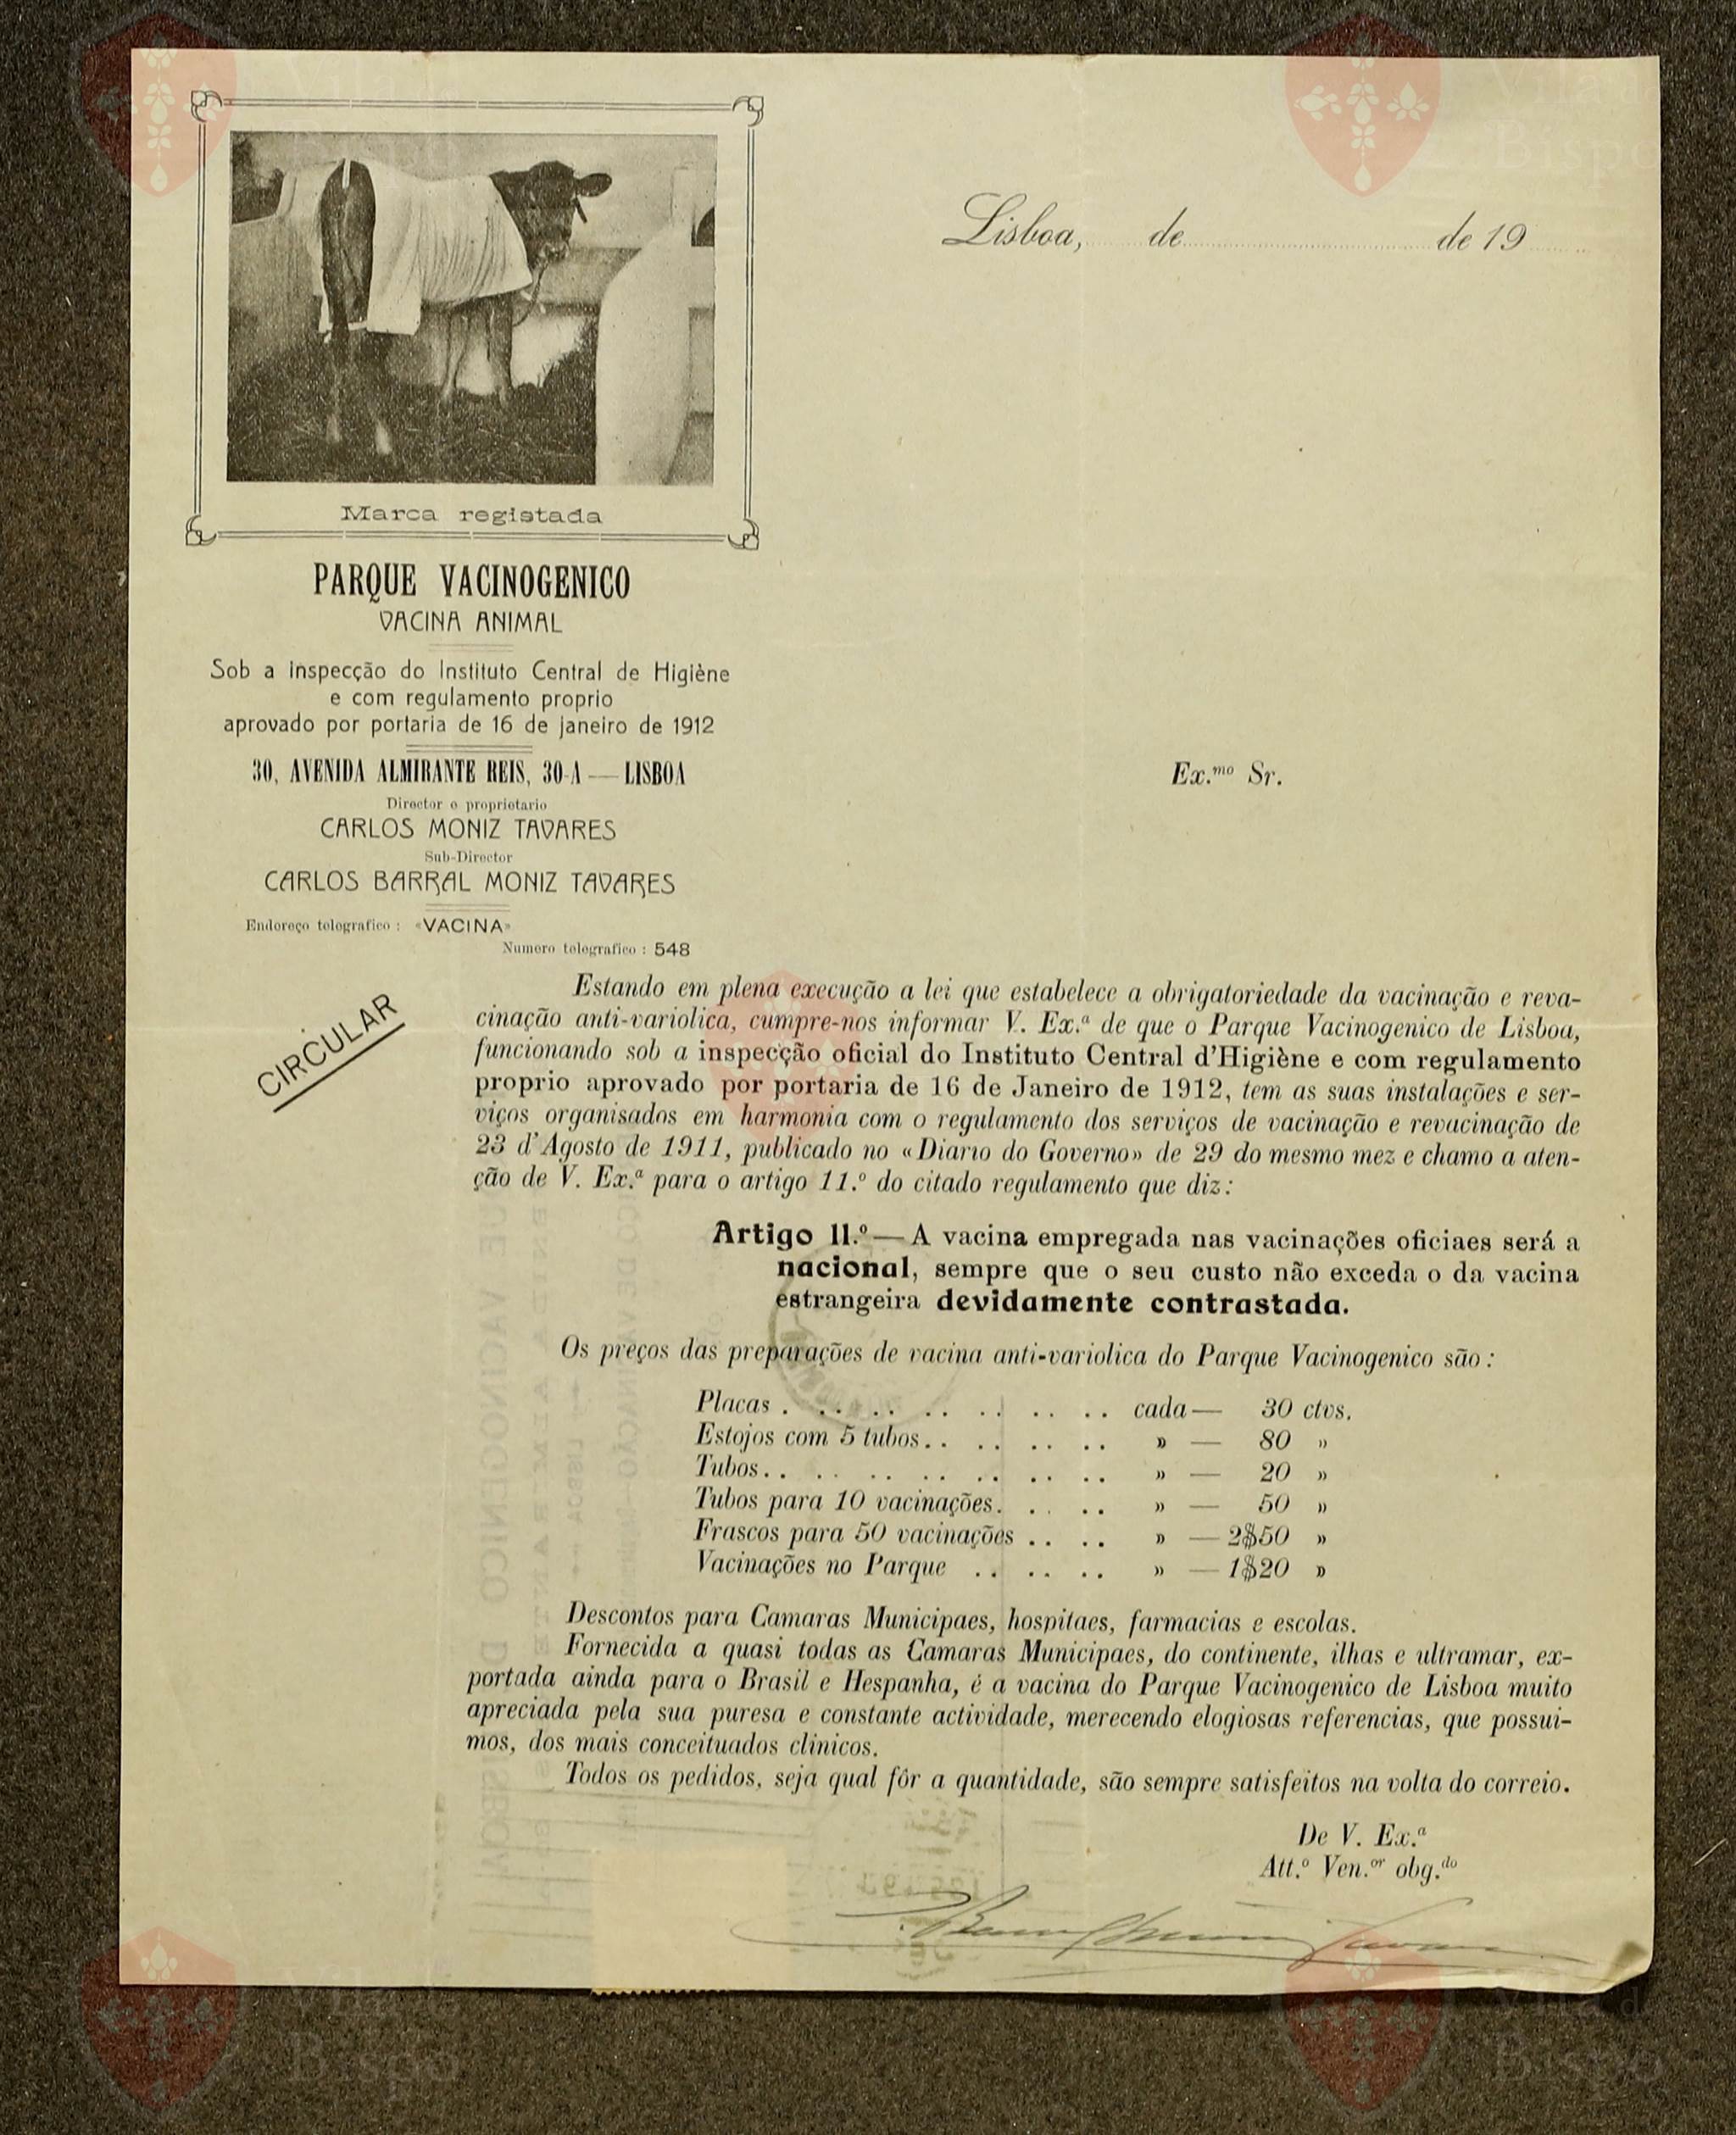 Marca registada
PARQUE VACINOGENICO
VACINA ANIMAL
Sob a inspecção do Instituto Central de Higiène
e com regulamento proprio
aprovado por portaria de 16 de janeiro de 1912
30, AVENIDA ALMIRANTE REIS, 30-A — LISBOA
Director e proprietario
CARLOS MONIZ TAVARES
Sub-Director
CARLOS BARRAL MONIZ TAVARES
Endereço telegrafico : «VACINA»
Numero telegrafico : 548
Lisboa, de de 19
Ex.mo Sr.
CIRCULAR
Estando em plena execução a lei que estabelece a obrigatoriedade da vacinação e reva-
cinação anti-variolica, cumpre-nos informar V. Ex.ª de que o Parque Vacinogenico de Lisboa,
funcionando sob a inspecção oficial do Instituto Central d'Higiène e com regulamento
proprio aprovado por portaria de 16 de Janeiro de 1912, tem as suas instalações e ser-
viços organisados em harmonia com o regulamento dos serviços de vacinação e revacinação de
23 d'Agosto de 1911, publicado no «Diario do Governo» de 29 do mesmo mez e chamo a aten-
ção de V. Ex.ª para o artigo 11.º do citado regulamento que diz:
Artigo 11.º — A vacina empregada nas vacinações oficiaes será a
nacional, sempre que o seu custo não exceda o da vacina
estrangeira devidamente contrastada.
Os preços das preparações de vacina anti-variolica do Parque Vacinogenico são :
Placas . . . . . . . . . . cada — 30 ctvs.
Estojos com 5 tubos . . . . . . . » — 80 »
Tubos . . . . . . . . . . » — 20 »
Tubos para 10 vacinações . . . . . » — 50 »
Frascos para 50 vacinações . . . . » — 2$50 »
Vacinações no Parque . . . . . . » — 1$20 »
Descontos para Camaras Municipaes, hospitaes, farmacias e escolas.
Fornecida a quasi todas as Camaras Municipaes, do continente, ilhas e ultramar, ex-
portada ainda para o Brasil e Hespanha, é a vacina do Parque Vacinogenico de Lisboa muito
apreciada pela sua puresa e constante actividade, merecendo elogiosas referencias, que possui-
mos, dos mais conceituados clinicos.
Todos os pedidos, seja qual fôr a quantidade, são sempre satisfeitos na volta do correio.
De V. Ex.ª
Att.º Ven.or obg.do
Vila do
Bispo